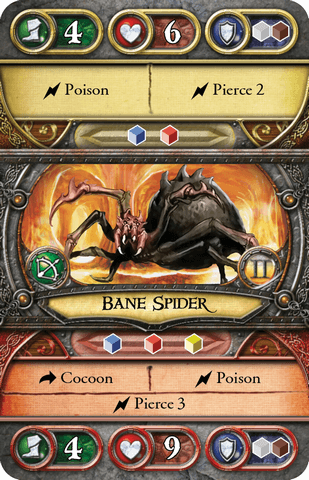 4 6
Poison Pierce 2
II
BANE SPIDER
Cocoon Poison
Pierce 3
4 9